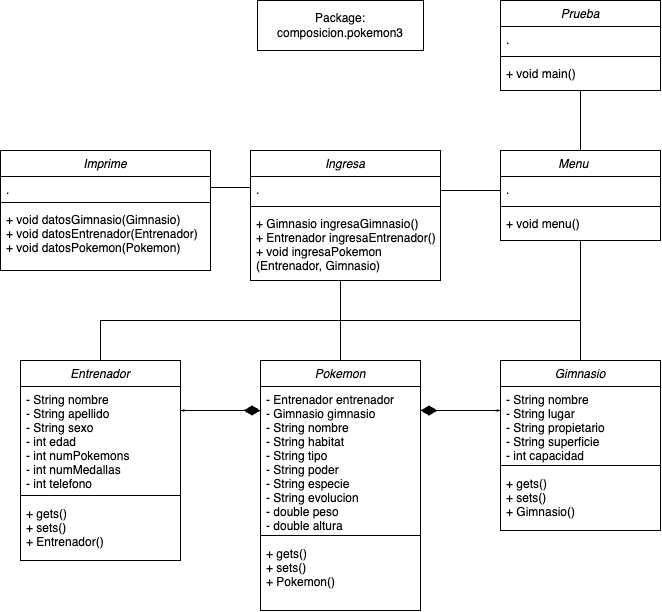 Package:
composicion.pokemon3
Prueba
.
+ void main()
Imprime
.
+ void datosGimnasio(Gimnasio)
+ void datosEntrenador(Entrenador)
+ void datosPokemon(Pokemon)
Ingresa
.
+ Gimnasio ingresaGimnasio()
+ Entrenador ingresaEntrenador()
+ void ingresaPokemon
(Entrenador, Gimnasio)
Menu
.
+ void menu()
Entrenador
- String nombre
- String apellido
- String sexo
- int edad
- int numPokemons
- int numMedallas
- int telefono
+ gets()
+ sets()
+ Entrenador()
Pokemon
- Entrenador entrenador
- Gimnasio gimnasio
- String nombre
- String habitat
- String tipo
- String poder
- String especie
- String evolucion
- double peso
- double altura
+ gets()
+ sets()
+ Pokemon()
Gimnasio
- String nombre
- String lugar
- String propietario
- String superficie
- int capacidad
+ gets()
+ sets()
+ Gimnasio()